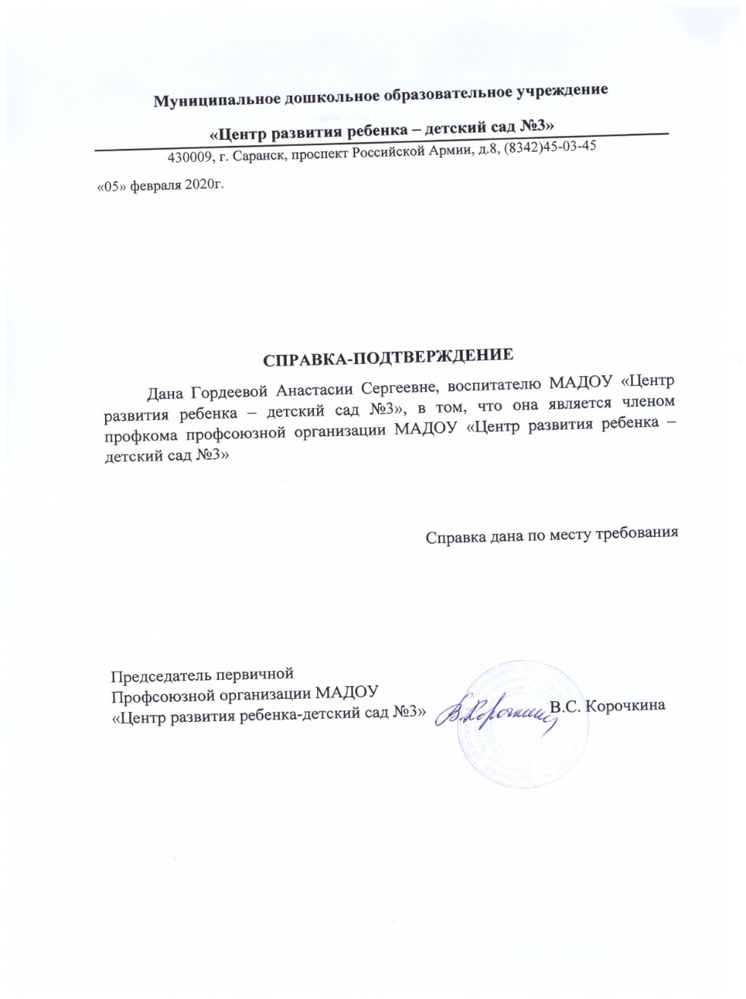 Муниципальное дошкольное образовательное учреждение
«Центр развития ребенка – детский сад №3»
430009, г. Саранск, проспект Российской Армии, д.8, (8342)45-03-45
«05» февраля 2020г.
СПРАВКА-ПОДТВЕРЖДЕНИЕ
Дана Гордеевой Анастасии Сергеевне, воспитателю МАДОУ «Центр
развития ребенка – детский сад №3», в том, что она является членом
профкома профсоюзной организации МАДОУ «Центр развития ребенка –
детский сад №3»
Справка дана по месту требования
Председатель первичной
Профсоюзной организации МАДОУ
«Центр развития ребенка-детский сад №3»
В.Корочкина
В.С. Корочкина